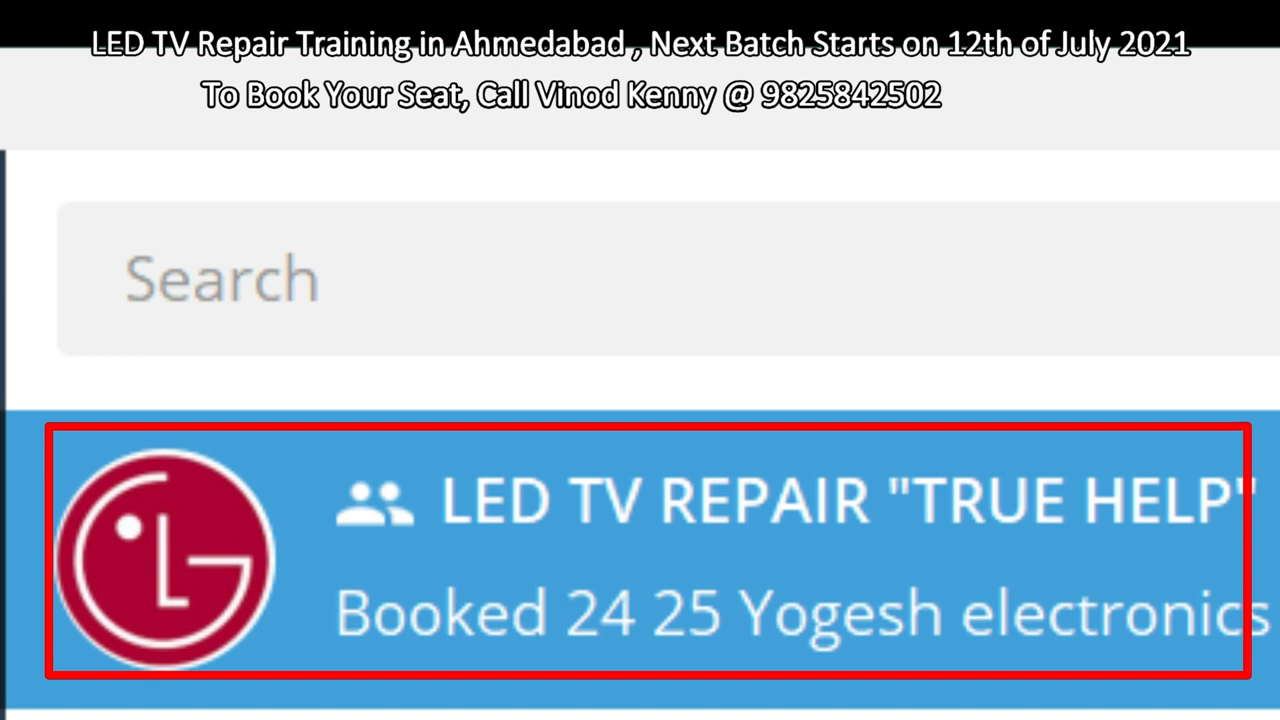 LED TV Repair Training in Ahmedabad , Next Batch Starts on 12th of July 2021
To Book Your Seat, Call Vinod Kenny @ 9825842502
Search
LED TV REPAIR "TRUE HELP"
Booked 24 25 Yogesh electronics